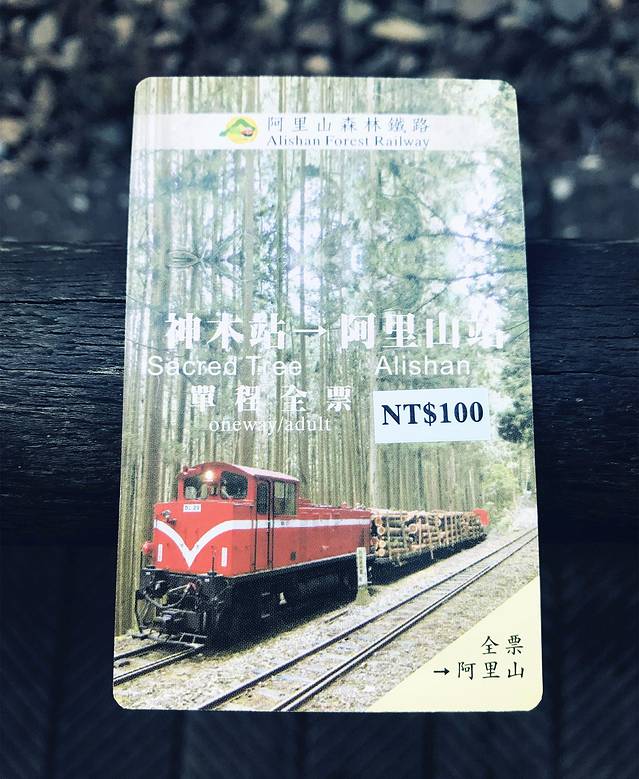 阿里山森林鐵路
Alishan Forest Railway
神木站→阿里山站
Sacred Tree Alishan
單程全票
oneway/adult
NT$100
全票
→阿里山